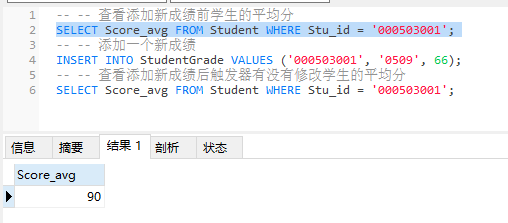 1 -- -- 查看添加新成绩前学生的平均分
2 SELECT Score_avg FROM Student WHERE Stu_id = '000503001';
3 -- -- 添加一个新成绩
4 INSERT INTO StudentGrade VALUES ('000503001', '0509', 66);
5 -- -- 查看添加新成绩后触发器有没有修改学生的平均分
6 SELECT Score_avg FROM Student WHERE Stu_id = '000503001';
信息 摘要 结果 1 剖析 状态
Score_avg
90